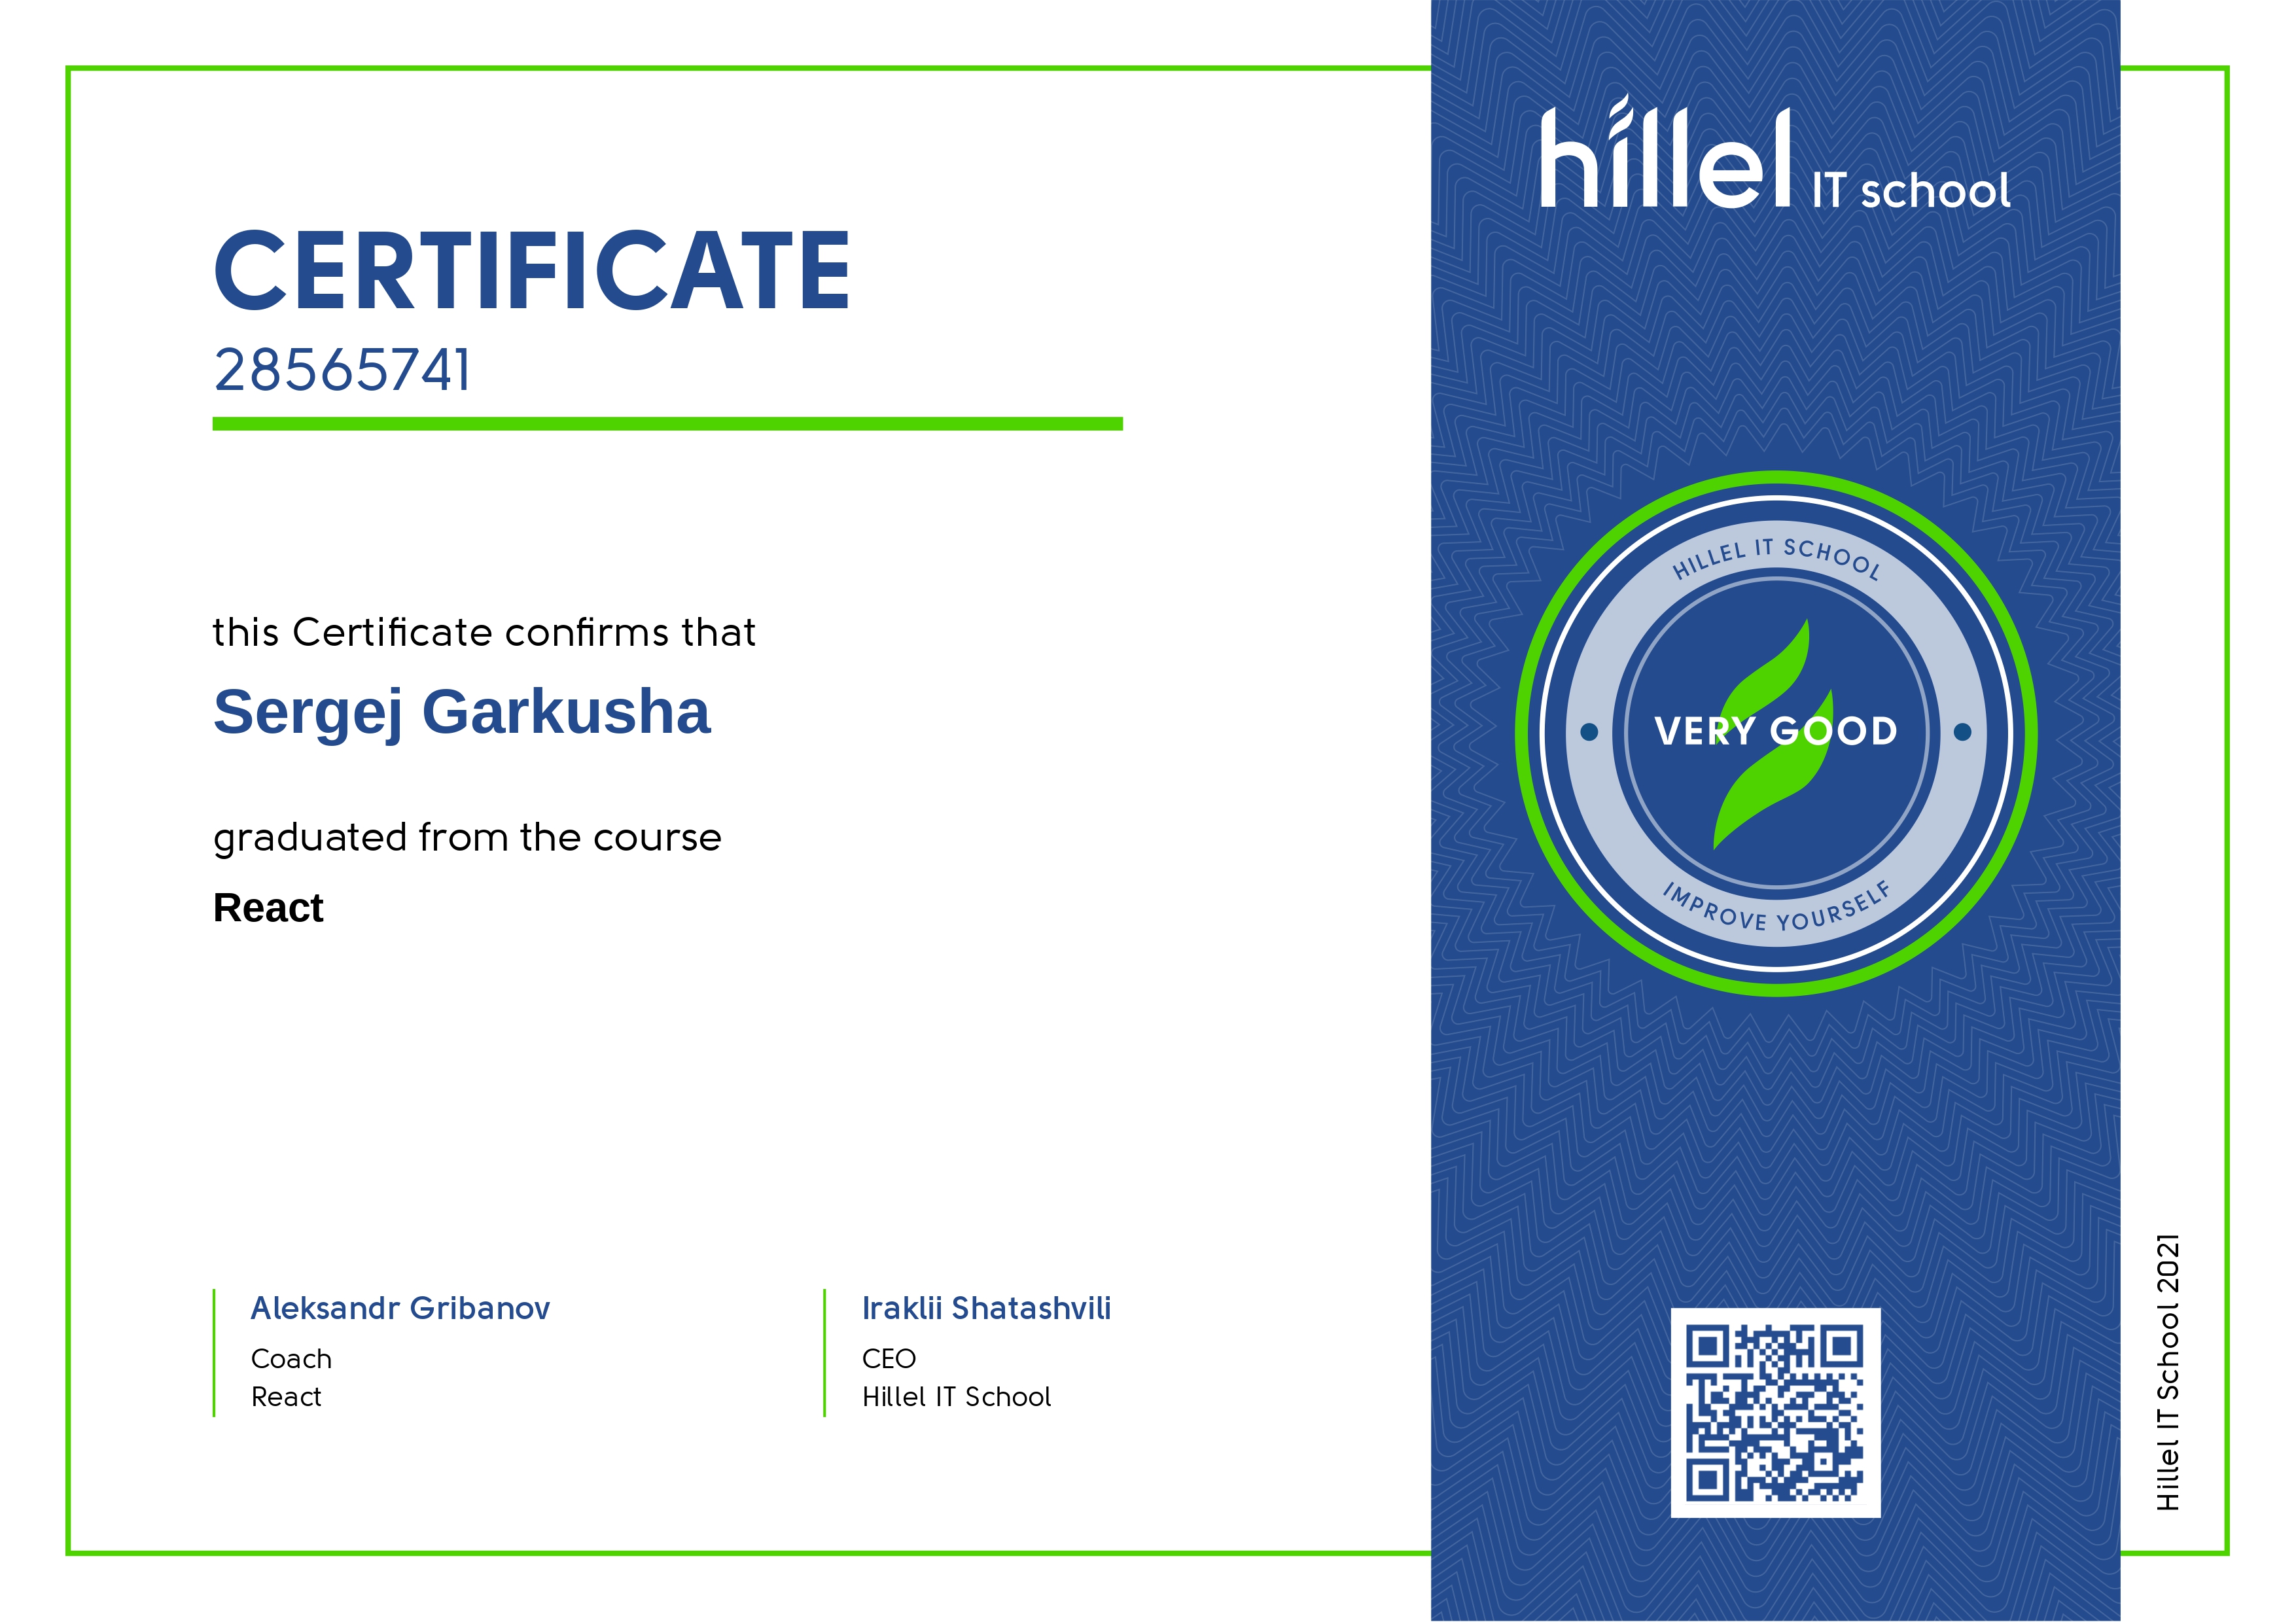 CERTIFICATE
28565741
this Certificate confirms that
Sergej Garkusha
graduated from the course
React
Aleksandr Gribanov
Coach
React
Iraklii Shatashvili
CEO
Hillel IT School
hillel IT school
HILLEL IT SCHOOL
VERY GOOD
IMPROVE YOURSELF
Hillel IT School 2021